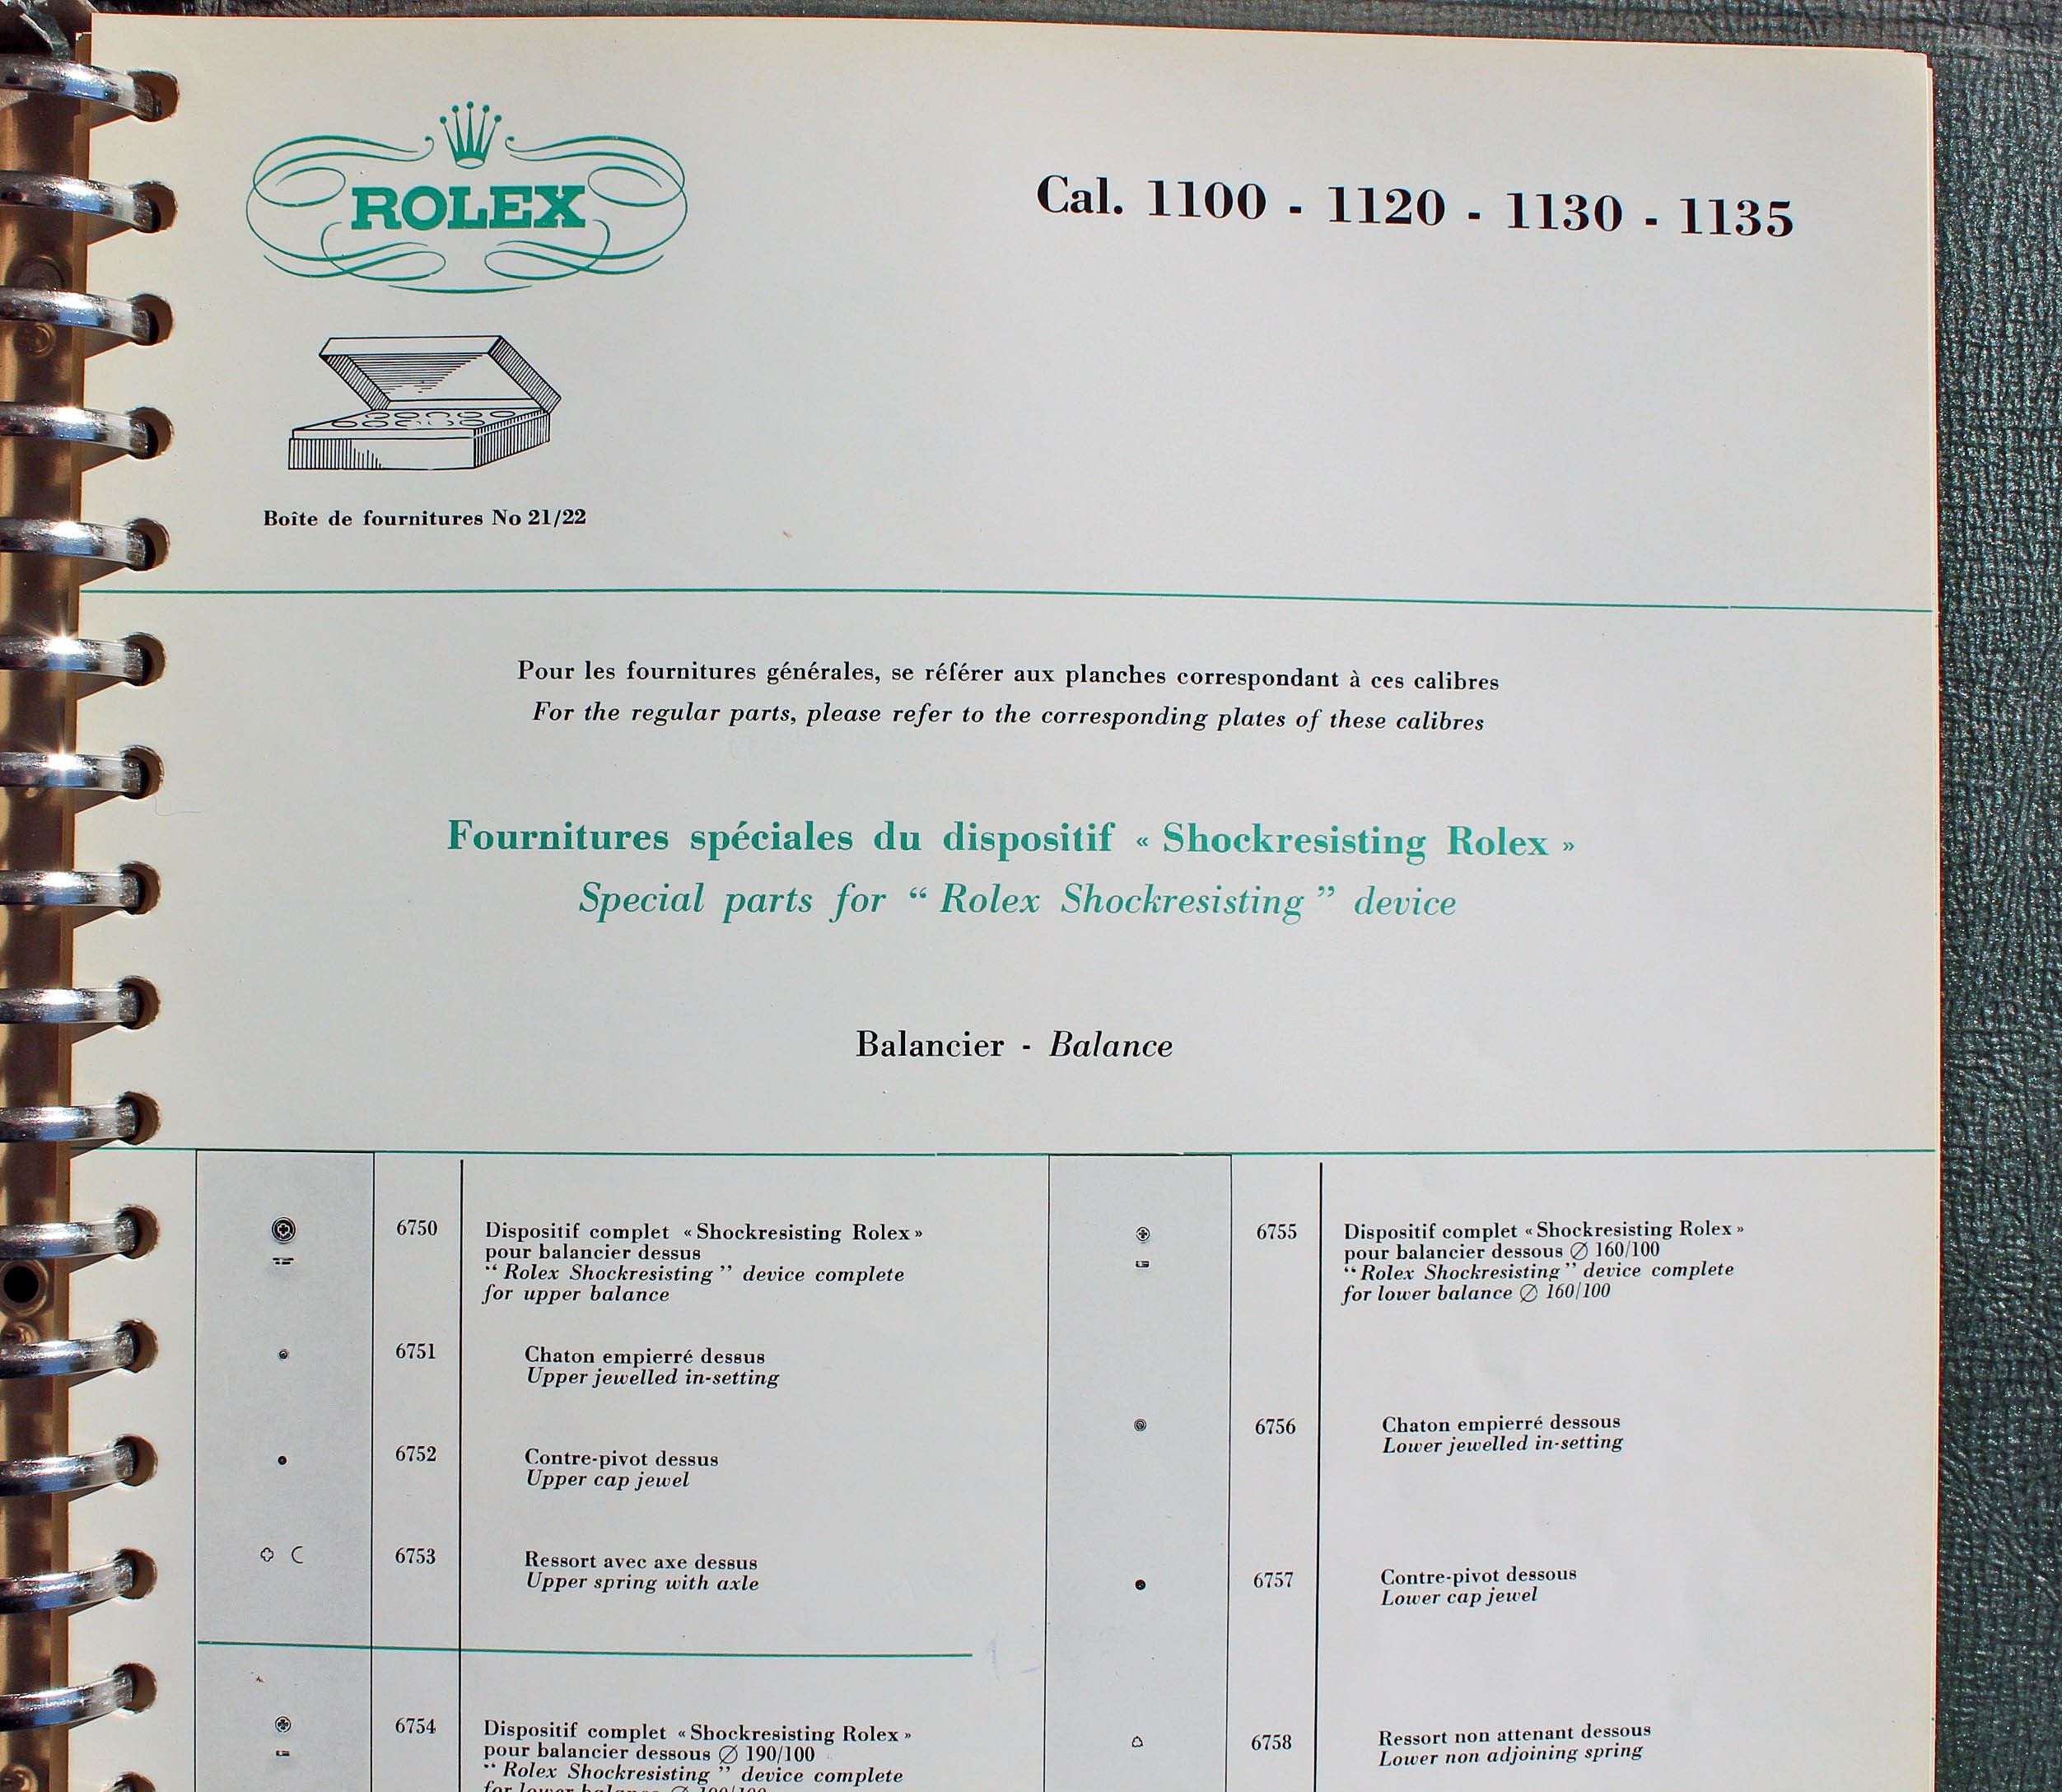 ROLEX
Cal. 1100 - 1120 - 1130 - 1135
Boîte de fournitures No 21/22
Pour les fournitures générales, se référer aux planches correspondant à ces calibres
For the regular parts, please refer to the corresponding plates of these calibres
Fournitures spéciales du dispositif « Shockresisting Rolex »
Special parts for “ Rolex Shockresisting ” device
Balancier - Balance
6750
Dispositif complet « Shockresisting Rolex »
pour balancier dessus
“ Rolex Shockresisting ” device complete
for upper balance
6751
Chaton empierré dessus
Upper jewelled in-setting
6752
Contre-pivot dessus
Upper cap jewel
6753
Ressort avec axe dessus
Upper spring with axle
6754
Dispositif complet « Shockresisting Rolex »
pour balancier dessous ∅ 190/100
“ Rolex Shockresisting ” device complete
for lower balance ∅ 190/100
6755
Dispositif complet « Shockresisting Rolex »
pour balancier dessous ∅ 160/100
“ Rolex Shockresisting ” device complete
for lower balance ∅ 160/100
6756
Chaton empierré dessous
Lower jewelled in-setting
6757
Contre-pivot dessous
Lower cap jewel
6758
Ressort non attenant dessous
Lower non adjoining spring